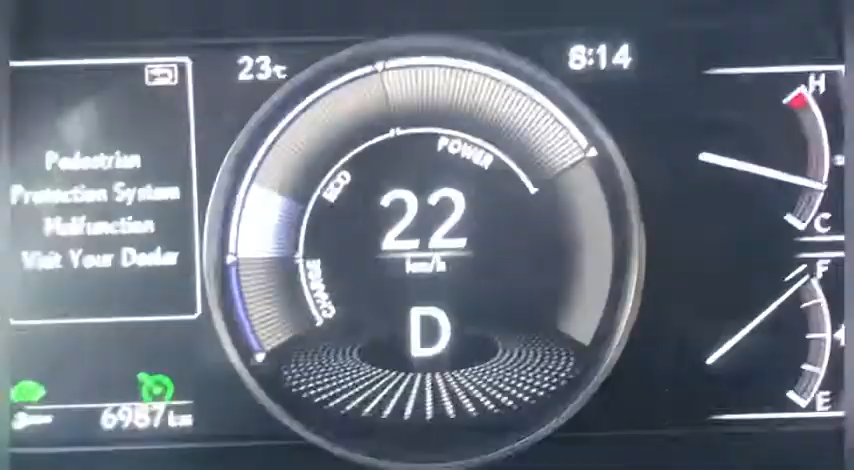 23°C
8:14
Pedestrian
Protection System
Malfunction
Visit Your Dealer
POWER
ECO
CHARGE
22
km/h
D
H
C
F
E
6987 km